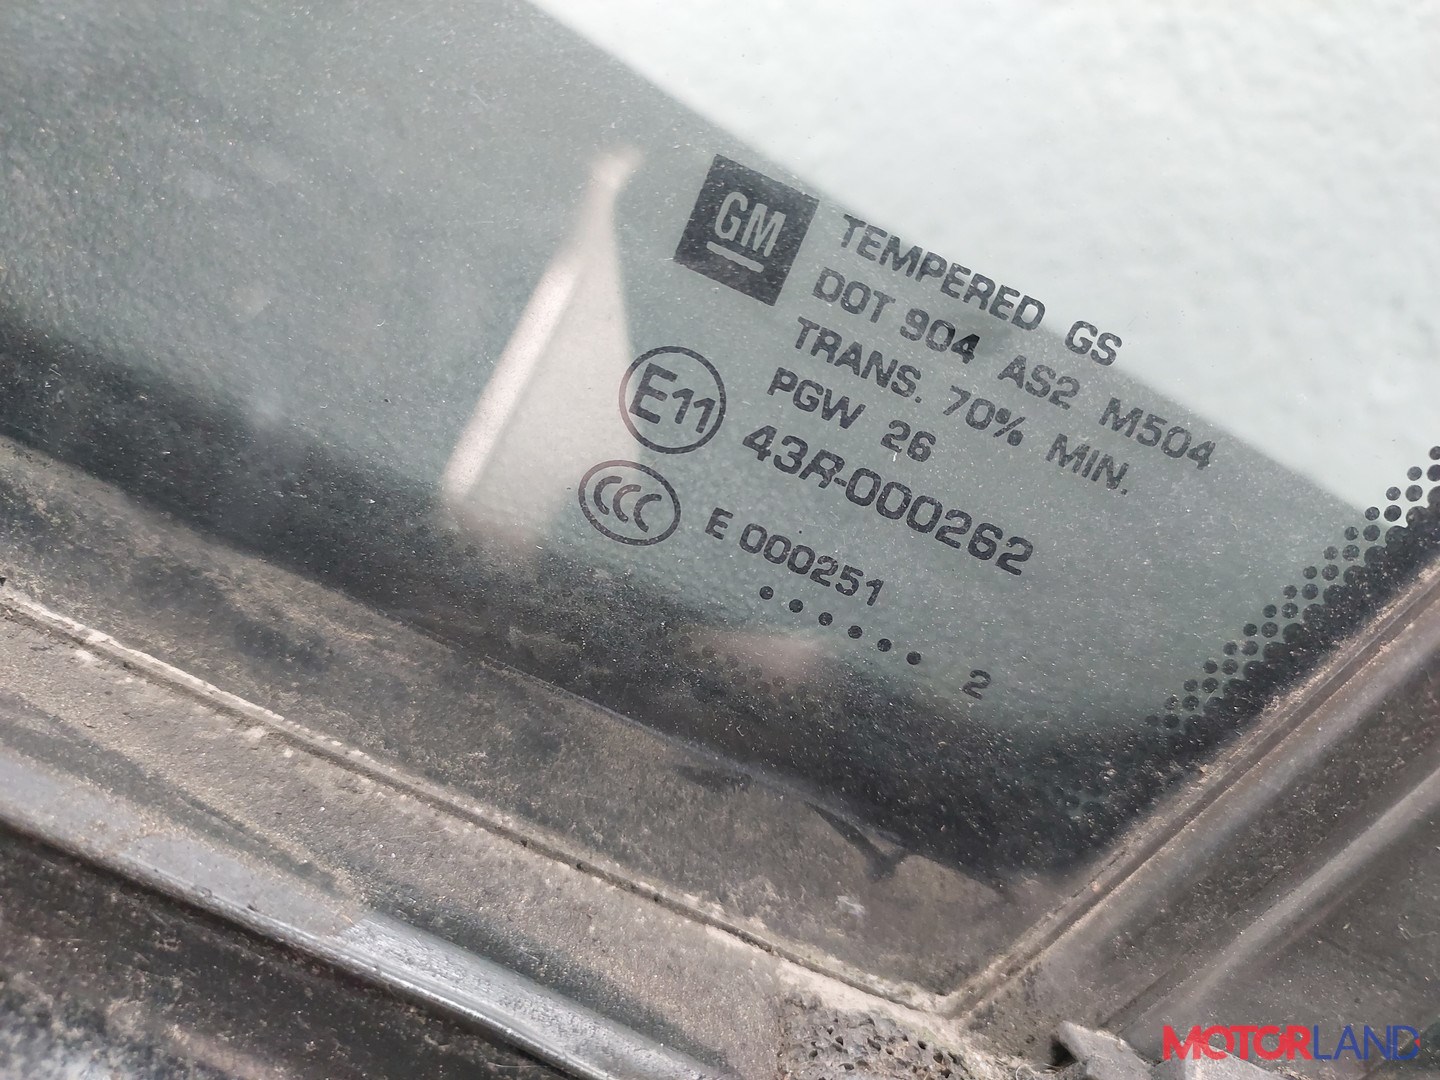 GM
TEMPERED GS
DOT 904 AS2 M504
TRANS. 70% MIN.
PGW 26
E11 43R-000262
CCC E 000251
...... 2
MOTORLAND